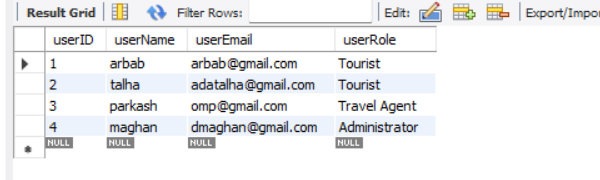 Result Grid Filter Rows: Edit: Export/Impor
userID userName userEmail userRole
1 arbab arbab@gmail.com Tourist
2 talha adatalha@gmail.com Tourist
3 parkash omp@gmail.com Travel Agent
4 maghan dmaghan@gmail.com Administrator
NULL NULL NULL NULL